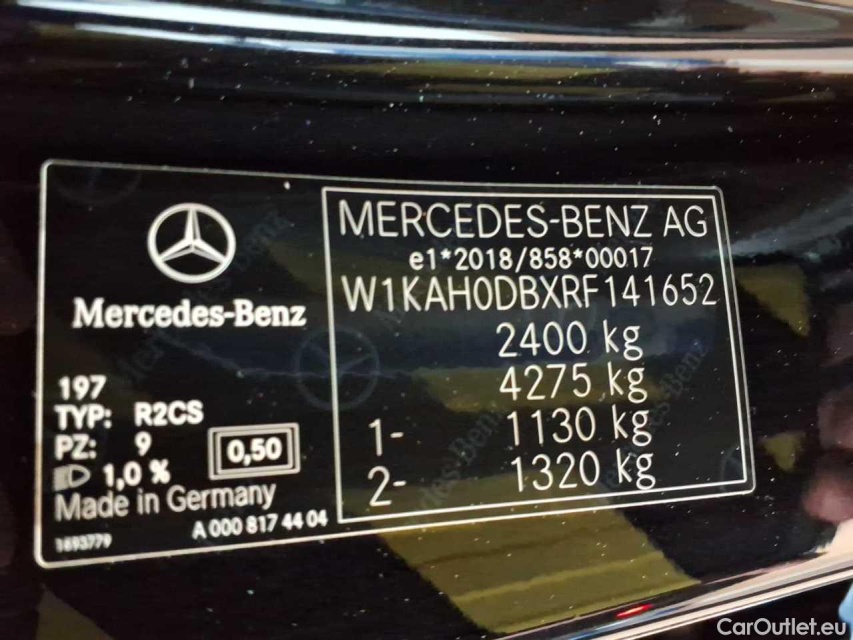 Mercedes-Benz
197
TYP: R2CS
PZ: 9
1,0 %
0,50
Made in Germany
A 000 817 44 04
1693779
MERCEDES-BENZ AG
e1*2018/858*00017
W1KAH0DBXRF141652
2400 kg
4275 kg
1- 1130 kg
2- 1320 kg
CarOutlet.eu